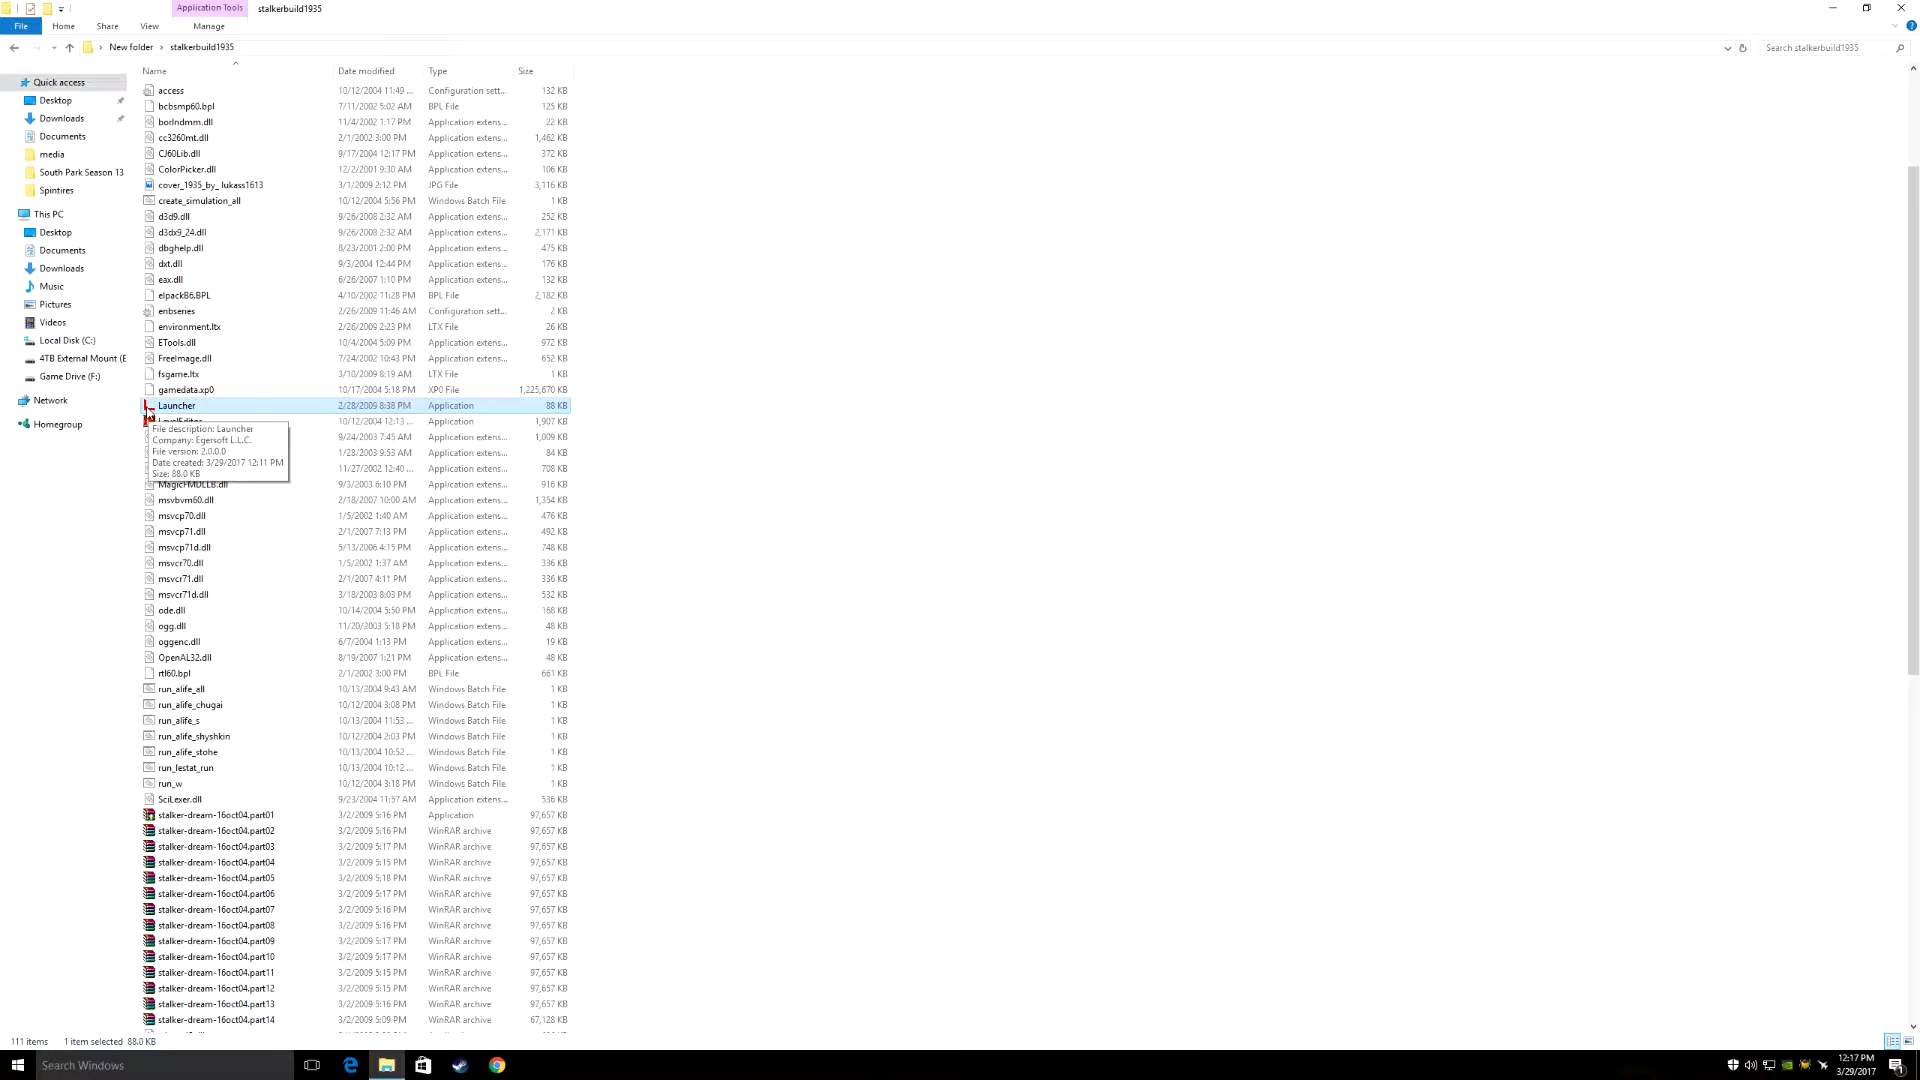 Application Tools
stalkerbuild1935
File
Home
Share
View
Manage
New folder
stalkerbuild1935
Search stalkerbuild1935
Quick access
Desktop
Downloads
Documents
media
South Park Season 13
Spintires
This PC
Desktop
Documents
Downloads
Music
Pictures
Videos
Local Disk (C:)
4TB External Mount (E
Game Drive (F:)
Network
Homegroup
Name Date modified Type Size
access 10/12/2004 11:49 ... Configuration sett... 132 KB
bcbsmp60.bpl 7/11/2002 5:02 AM BPL File 125 KB
borlndmm.dll 11/4/2002 1:17 PM Application extens... 22 KB
cc3260mt.dll 2/1/2002 3:00 PM Application extens... 1,462 KB
CJ60Lib.dll 9/17/2004 12:17 PM Application extens... 372 KB
ColorPicker.dll 12/2/2001 9:30 AM Application extens... 106 KB
cover_1935_by_ lukass1613 3/1/2009 2:12 PM JPG File 3,116 KB
create_simulation_all 10/12/2004 5:56 PM Windows Batch File 1 KB
d3d9.dll 9/26/2008 2:32 AM Application extens... 252 KB
d3dx9_24.dll 9/26/2008 2:32 AM Application extens... 2,171 KB
dbghelp.dll 8/23/2001 2:00 PM Application extens... 475 KB
dxt.dll 9/3/2004 12:44 PM Application extens... 176 KB
eax.dll 6/26/2007 1:10 PM Application extens... 132 KB
elpackB6.BPL 4/10/2002 11:28 PM BPL File 2,182 KB
enbseries 2/26/2009 11:46 AM Configuration sett... 2 KB
environment.ltx 2/26/2009 2:23 PM LTX File 26 KB
ETools.dll 10/4/2004 5:09 PM Application extens... 972 KB
FreeImage.dll 7/24/2002 10:43 PM Application extens... 652 KB
fsgame.ltx 3/10/2009 8:19 AM LTX File 1 KB
gamedata.xp0 10/17/2004 5:18 PM XP0 File 1,225,670 KB
Launcher 2/28/2009 8:38 PM Application 88 KB
LevelEditor 10/12/2004 12:13 ... Application 1,907 KB
File description: Launcher
Company: Egersoft L.L.C.
File version: 2.0.0.0
Date created: 3/29/2017 12:11 PM
Size: 88.0 KB
9/24/2003 7:45 AM Application extens... 1,009 KB
1/28/2003 9:53 AM Application extens... 84 KB
11/27/2002 12:40 ... Application extens... 708 KB
MagicFMDLLB.dll 9/3/2003 6:10 PM Application extens... 916 KB
msvbvm60.dll 2/18/2007 10:00 AM Application extens... 1,354 KB
msvcp70.dll 1/5/2002 1:40 AM Application extens... 476 KB
msvcp71.dll 2/1/2007 7:13 PM Application extens... 492 KB
msvcp71d.dll 5/13/2006 4:15 PM Application extens... 748 KB
msvcr70.dll 1/5/2002 1:37 AM Application extens... 336 KB
msvcr71.dll 2/1/2007 4:11 PM Application extens... 336 KB
msvcr71d.dll 3/18/2003 8:03 PM Application extens... 532 KB
ode.dll 10/14/2004 5:50 PM Application extens... 168 KB
ogg.dll 11/20/2003 5:18 PM Application extens... 48 KB
oggenc.dll 6/7/2004 1:13 PM Application extens... 19 KB
OpenAL32.dll 8/19/2007 1:21 PM Application extens... 48 KB
rtl60.bpl 2/1/2002 3:00 PM BPL File 661 KB
run_alife_all 10/13/2004 9:43 AM Windows Batch File 1 KB
run_alife_chugai 10/12/2004 3:08 PM Windows Batch File 1 KB
run_alife_s 10/13/2004 11:53 ... Windows Batch File 1 KB
run_alife_shyshkin 10/12/2004 2:03 PM Windows Batch File 1 KB
run_alife_stohe 10/13/2004 10:52 ... Windows Batch File 1 KB
run_lestat_run 10/13/2004 10:12 ... Windows Batch File 1 KB
run_w 10/12/2004 3:18 PM Windows Batch File 1 KB
SciLexer.dll 9/23/2004 11:57 AM Application extens... 536 KB
stalker-dream-16oct04.part01 3/2/2009 5:16 PM Application 97,657 KB
stalker-dream-16oct04.part02 3/2/2009 5:16 PM WinRAR archive 97,657 KB
stalker-dream-16oct04.part03 3/2/2009 5:17 PM WinRAR archive 97,657 KB
stalker-dream-16oct04.part04 3/2/2009 5:15 PM WinRAR archive 97,657 KB
stalker-dream-16oct04.part05 3/2/2009 5:18 PM WinRAR archive 97,657 KB
stalker-dream-16oct04.part06 3/2/2009 5:17 PM WinRAR archive 97,657 KB
stalker-dream-16oct04.part07 3/2/2009 5:16 PM WinRAR archive 97,657 KB
stalker-dream-16oct04.part08 3/2/2009 5:16 PM WinRAR archive 97,657 KB
stalker-dream-16oct04.part09 3/2/2009 5:17 PM WinRAR archive 97,657 KB
stalker-dream-16oct04.part10 3/2/2009 5:17 PM WinRAR archive 97,657 KB
stalker-dream-16oct04.part11 3/2/2009 5:15 PM WinRAR archive 97,657 KB
stalker-dream-16oct04.part12 3/2/2009 5:15 PM WinRAR archive 97,657 KB
stalker-dream-16oct04.part13 3/2/2009 5:16 PM WinRAR archive 97,657 KB
stalker-dream-16oct04.part14 3/2/2009 5:09 PM WinRAR archive 67,128 KB
111 items 1 item selected 88.0 KB
Search Windows
12:17 PM
3/29/2017